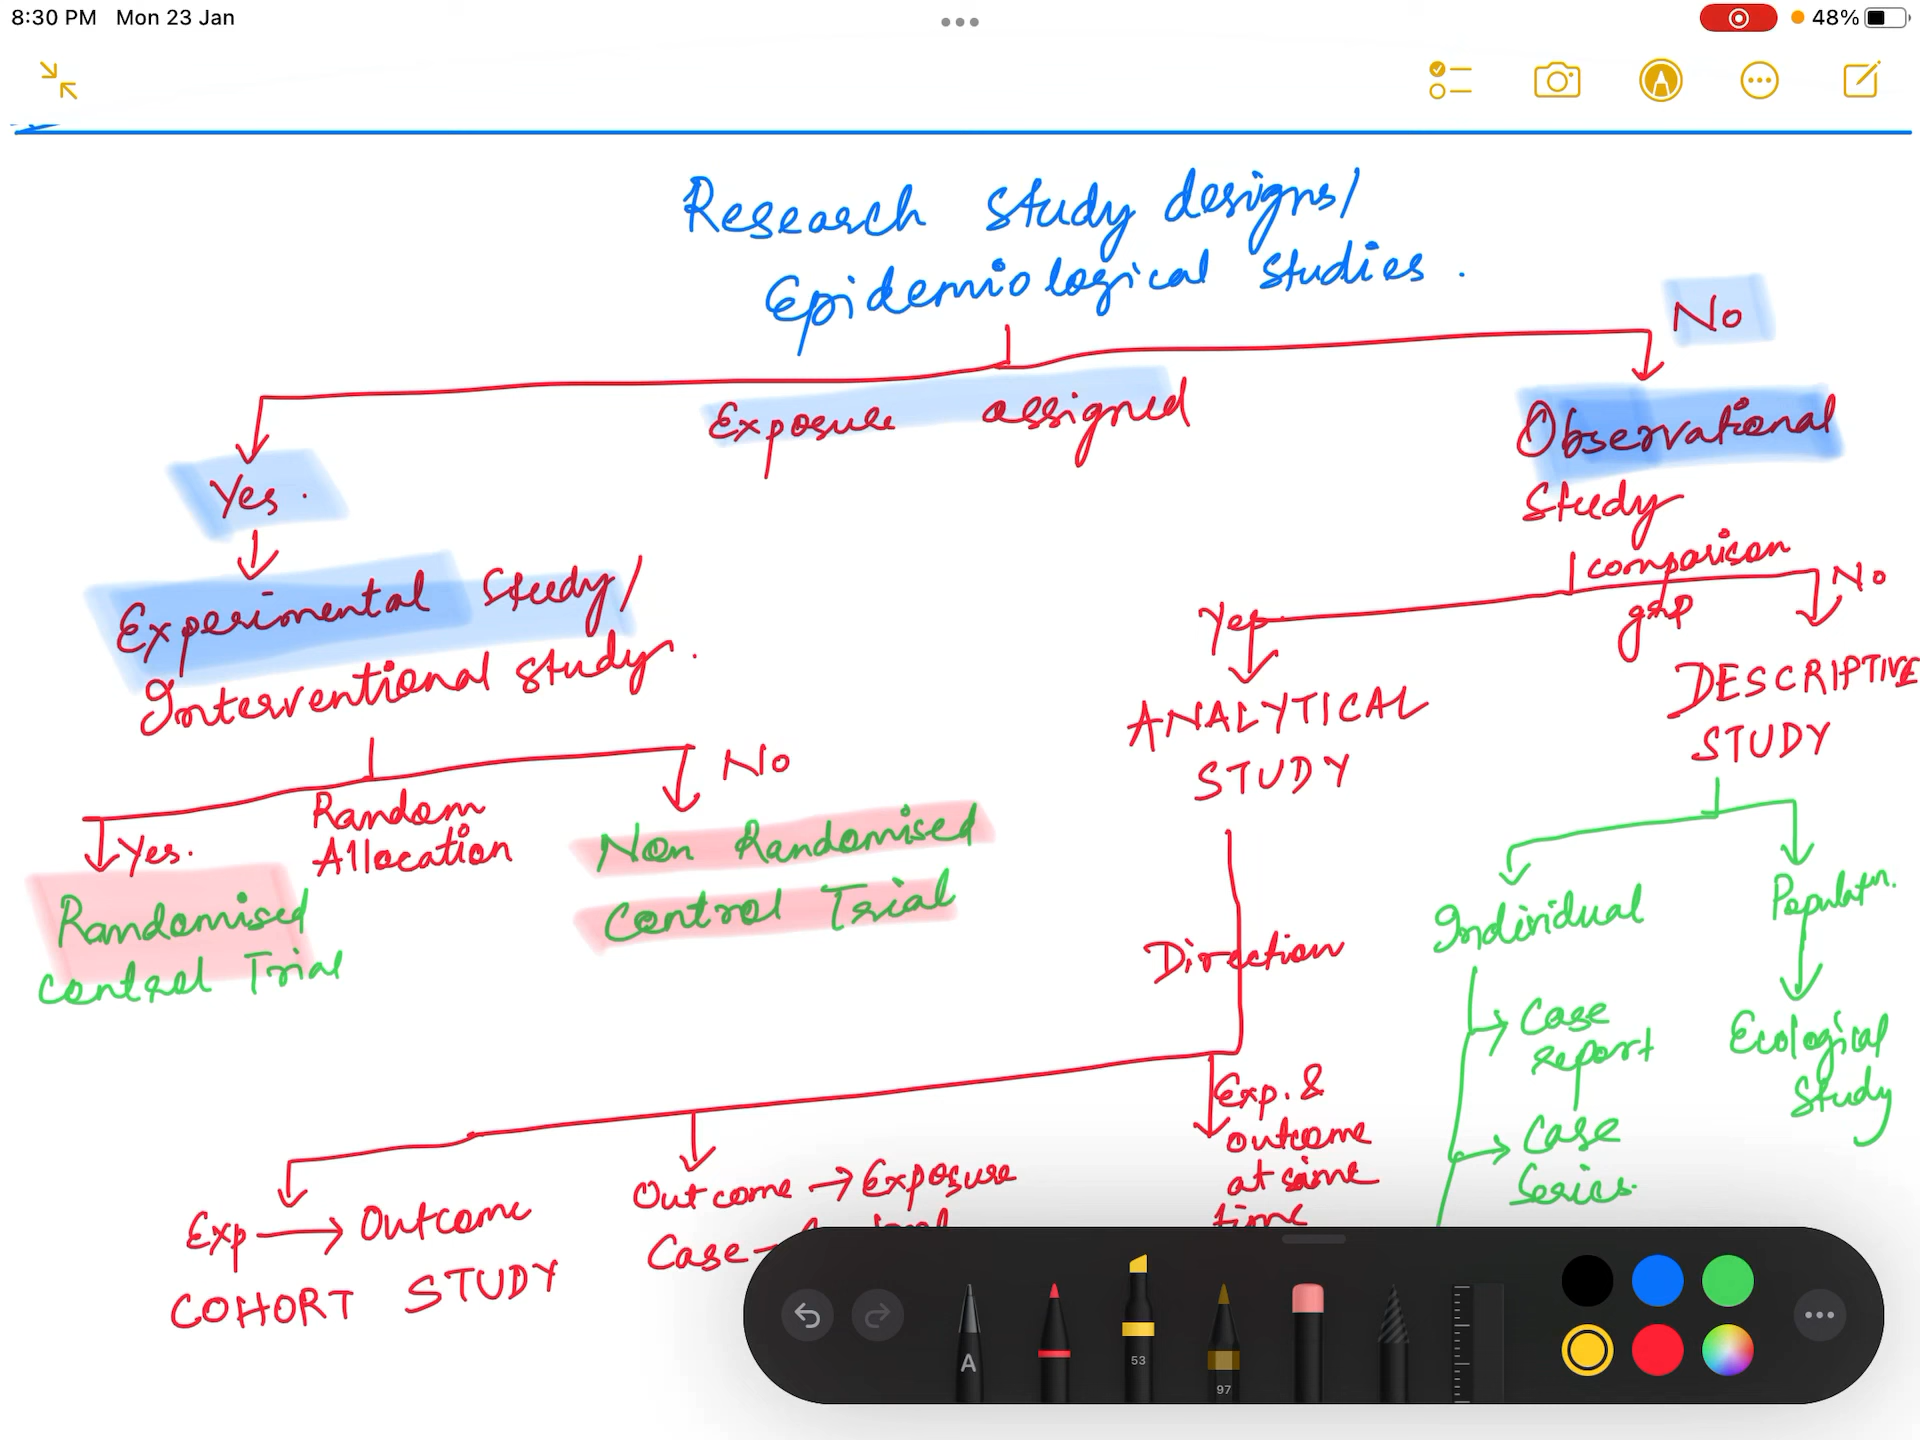 8:30 PM Mon 23 Jan
48%
Research study designs/
Epidemiological studies.
No
Exposure assigned
Observational
Study
Yes.
comparison
grp
No
Yes
Experimental Study/
Interventional study.
DESCRIPTIVE
STUDY
ANALYTICAL
STUDY
No
Random
Allocation
Yes.
Non Randomised
Control Trial
Randomised
Control Trial
Direction
Individual
Populatn.
Case
report
Ecological
Study
Case
Series.
Exp. &
outcome
at same
time
Exp → Outcome
COHORT STUDY
Outcome → Exposure
Case-
A
53
97